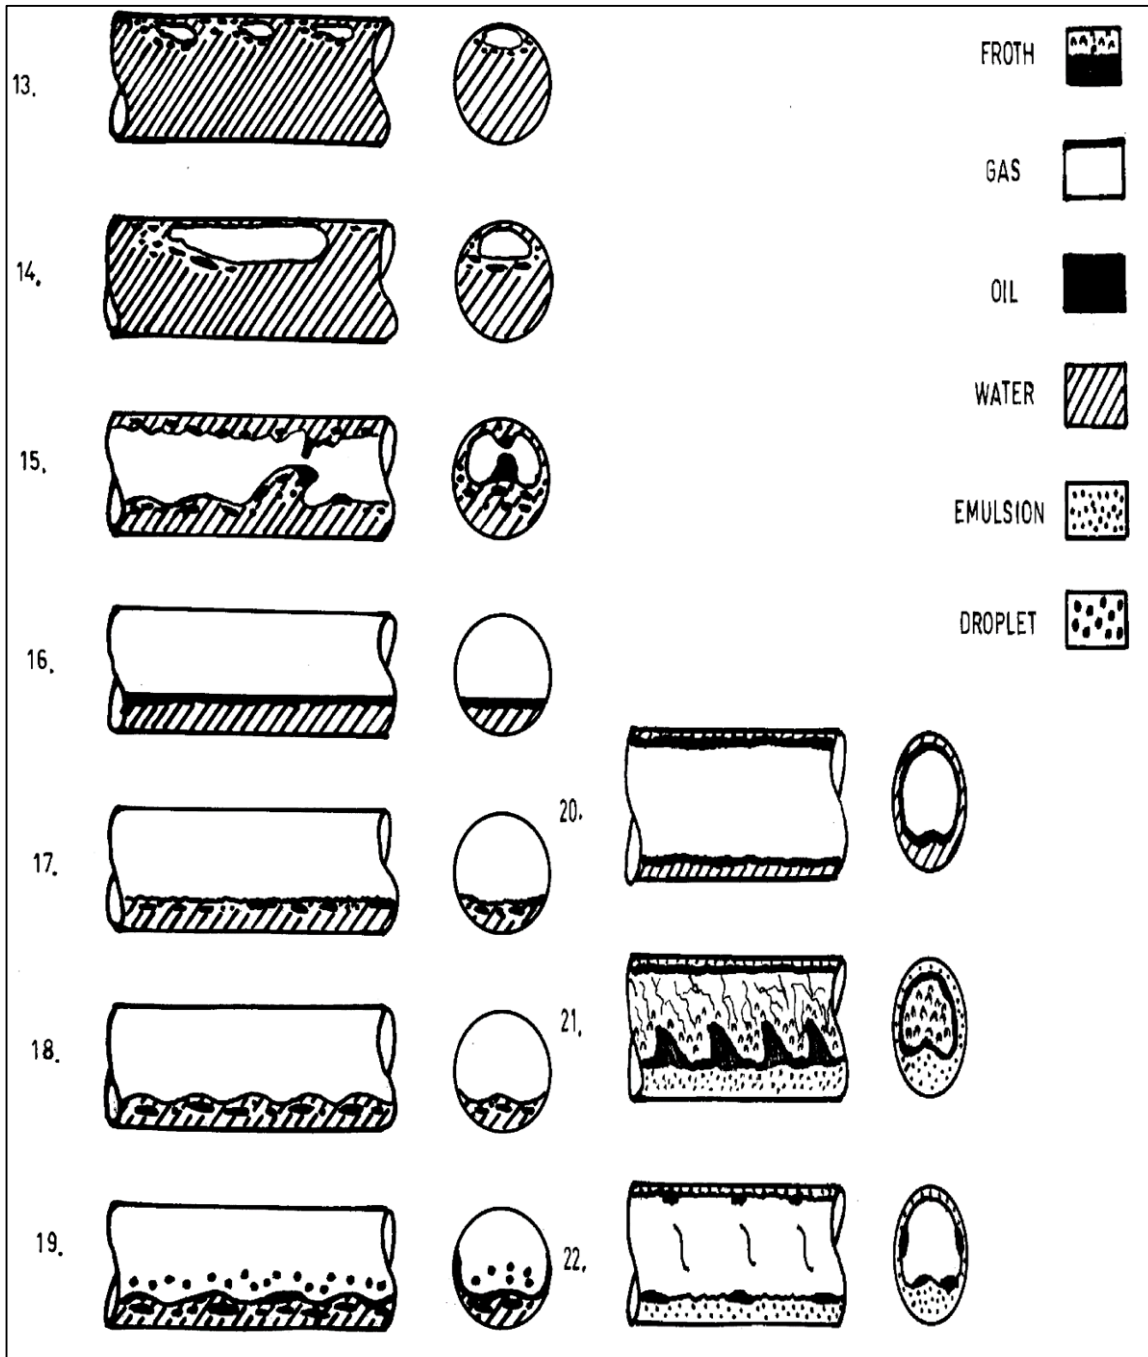 13.
14.
15.
16.
17.
18.
19.
20.
21.
22.
FROTH
GAS
OIL
WATER
EMULSION
DROPLET